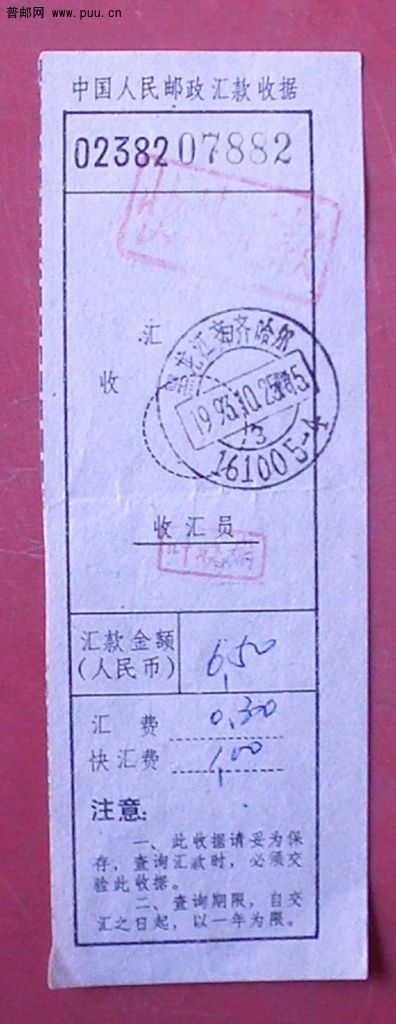 普邮网 www.puu.cn
中国人民邮政汇款收据
02382 07882
汇
收
黑龙江 齐齐哈尔
161005-4
收汇员
汇款金额
(人民币)
6.50
汇 费 0.30
快汇费 1.00
注意:
一、此收据请妥为保
存,查询汇款时,必须交
验此收据。
二、查询期限,自交
汇之日起,以一年为限。